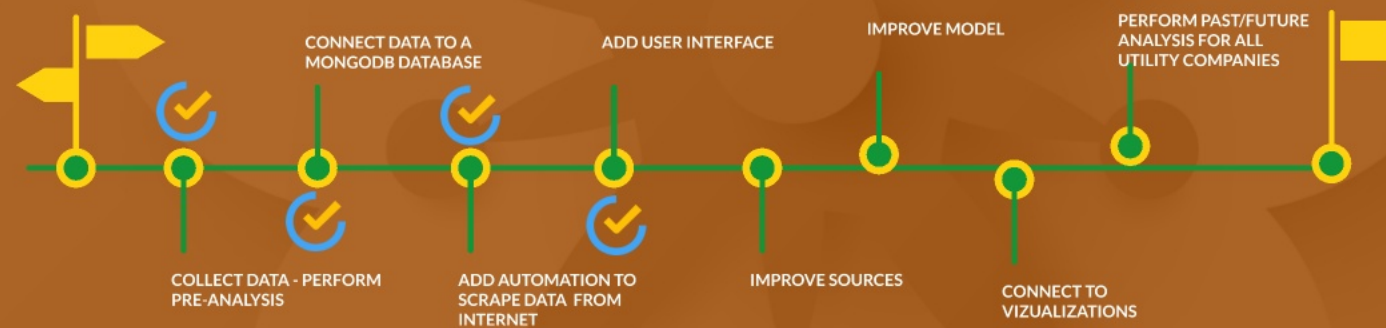 COLLECT DATA - PERFORM
PRE-ANALYSIS
CONNECT DATA TO A
MONGODB DATABASE
ADD AUTOMATION TO
SCRAPE DATA FROM
INTERNET
ADD USER INTERFACE
IMPROVE SOURCES
IMPROVE MODEL
CONNECT TO
VIZUALIZATIONS
PERFORM PAST/FUTURE
ANALYSIS FOR ALL
UTILITY COMPANIES